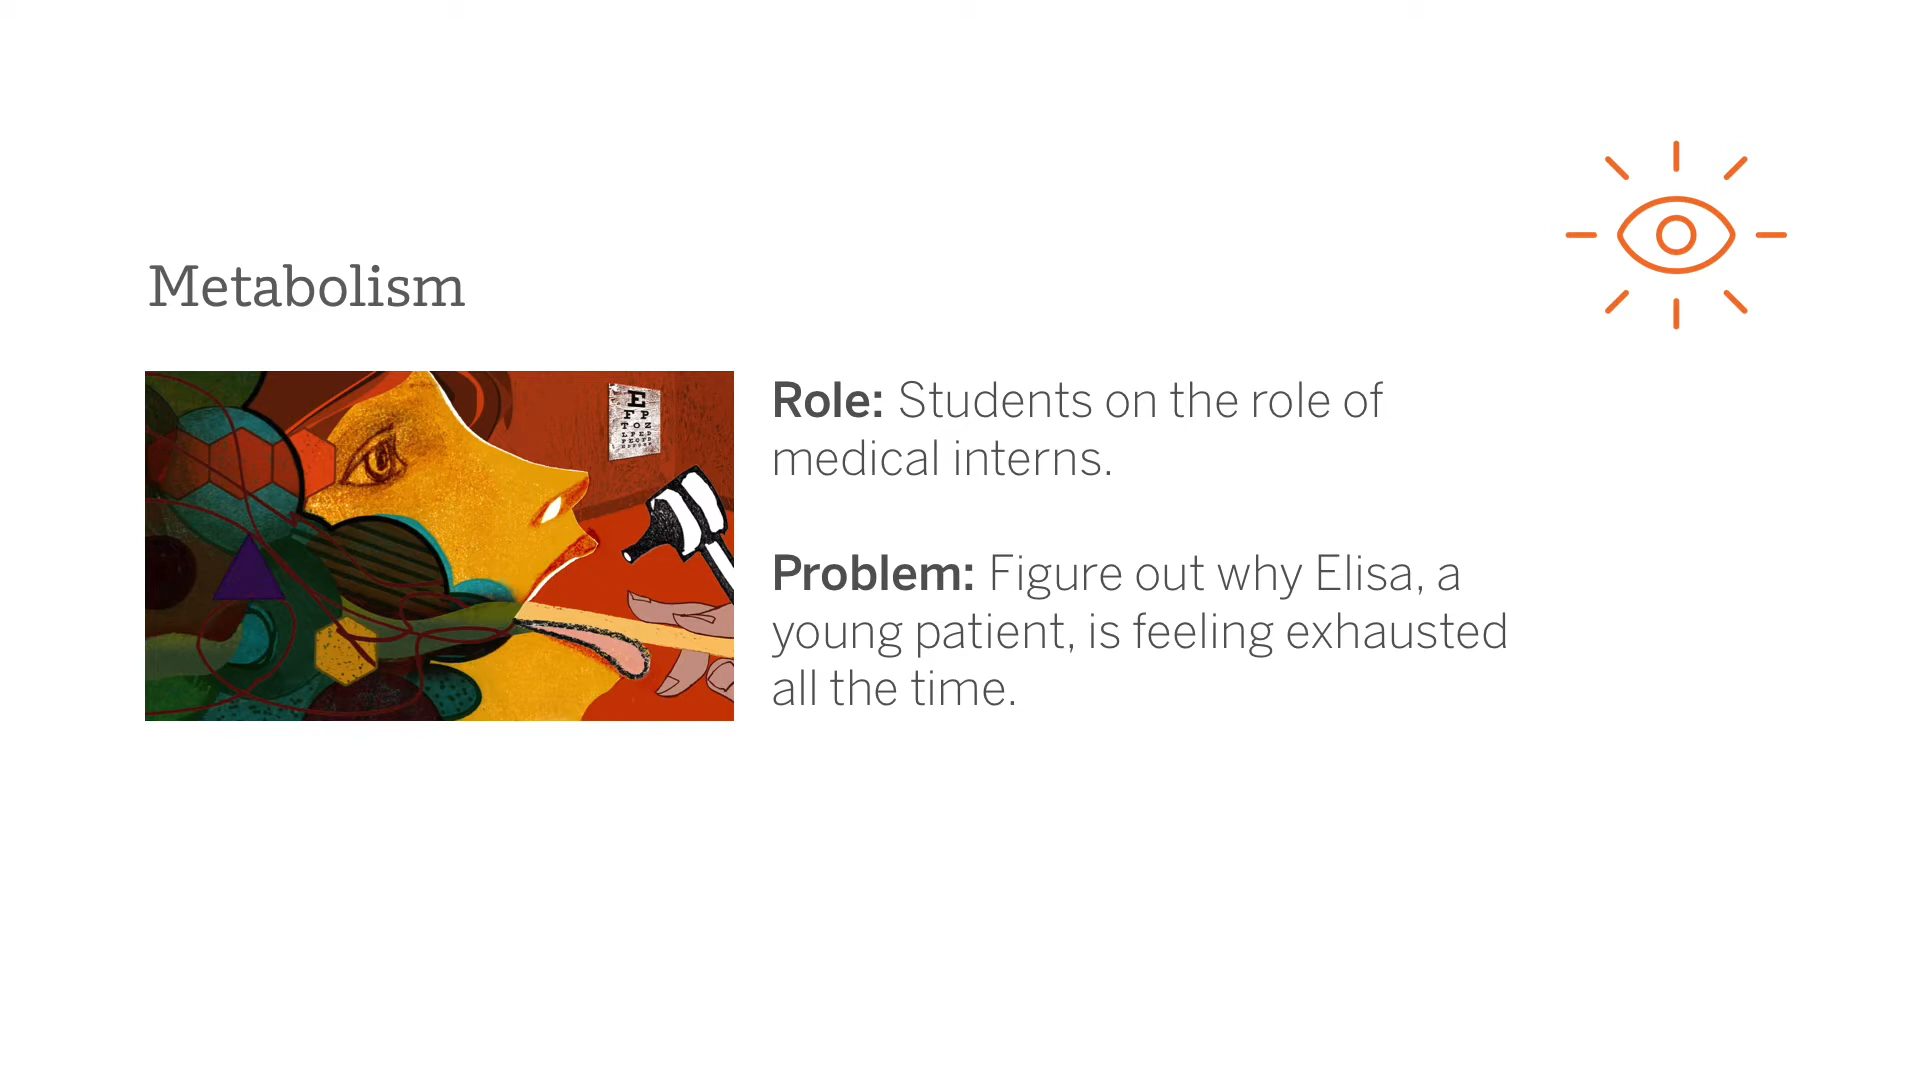 Metabolism
E
F P
T O Z
L P E D
P E C F D
Role: Students on the role of
medical interns.
Problem: Figure out why Elisa, a
young patient, is feeling exhausted
all the time.